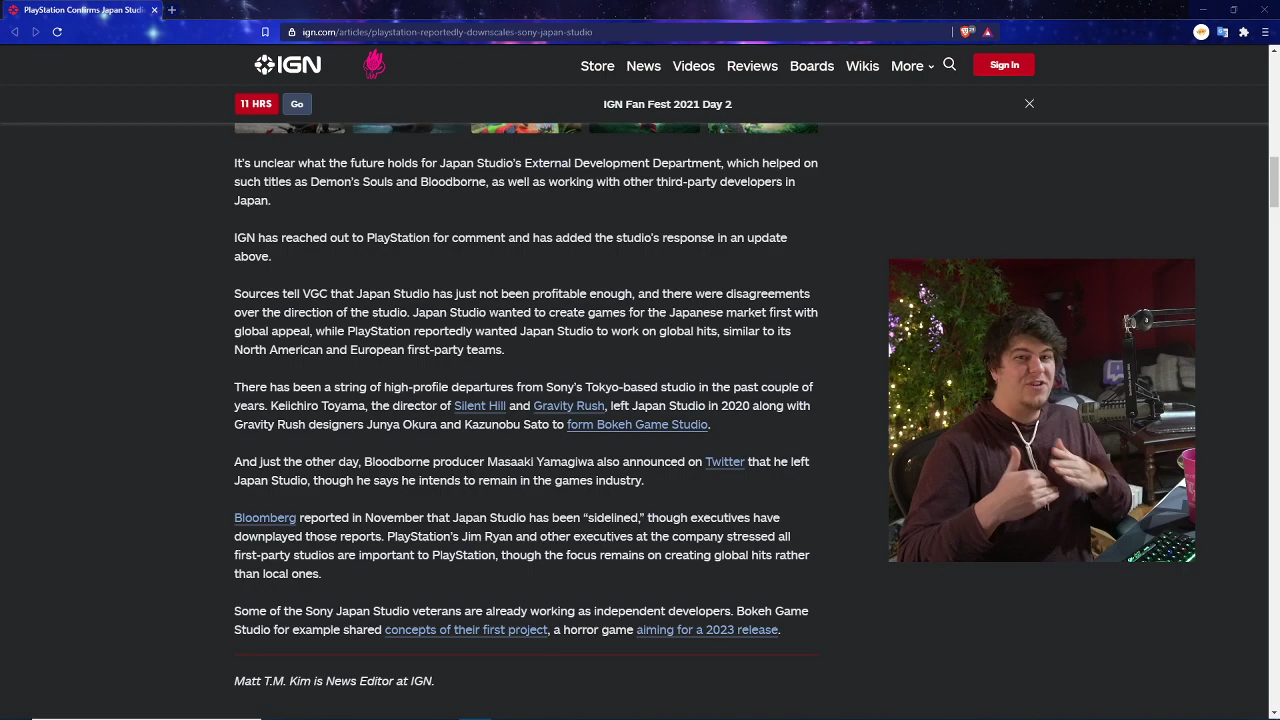 PlayStation Confirms Japan Studi
ign.com/articles/playstation-reportedly-downscales-sony-japan-studio
IGN
Store News Videos Reviews Boards Wikis More Sign In
11 HRS Go IGN Fan Fest 2021 Day 2
It's unclear what the future holds for Japan Studio's External Development Department, which helped on
such titles as Demon's Souls and Bloodborne, as well as working with other third-party developers in
Japan.
IGN has reached out to PlayStation for comment and has added the studio's response in an update
above.
Sources tell VGC that Japan Studio has just not been profitable enough, and there were disagreements
over the direction of the studio. Japan Studio wanted to create games for the Japanese market first with
global appeal, while PlayStation reportedly wanted Japan Studio to work on global hits, similar to its
North American and European first-party teams.
There has been a string of high-profile departures from Sony's Tokyo-based studio in the past couple of
years. Keiichiro Toyama, the director of Silent Hill and Gravity Rush, left Japan Studio in 2020 along with
Gravity Rush designers Junya Okura and Kazunobu Sato to form Bokeh Game Studio.
And just the other day, Bloodborne producer Masaaki Yamagiwa also announced on Twitter that he left
Japan Studio, though he says he intends to remain in the games industry.
Bloomberg reported in November that Japan Studio has been “sidelined,” though executives have
downplayed those reports. PlayStation's Jim Ryan and other executives at the company stressed all
first-party studios are important to PlayStation, though the focus remains on creating global hits rather
than local ones.
Some of the Sony Japan Studio veterans are already working as independent developers. Bokeh Game
Studio for example shared concepts of their first project, a horror game aiming for a 2023 release.
Matt T.M. Kim is News Editor at IGN.